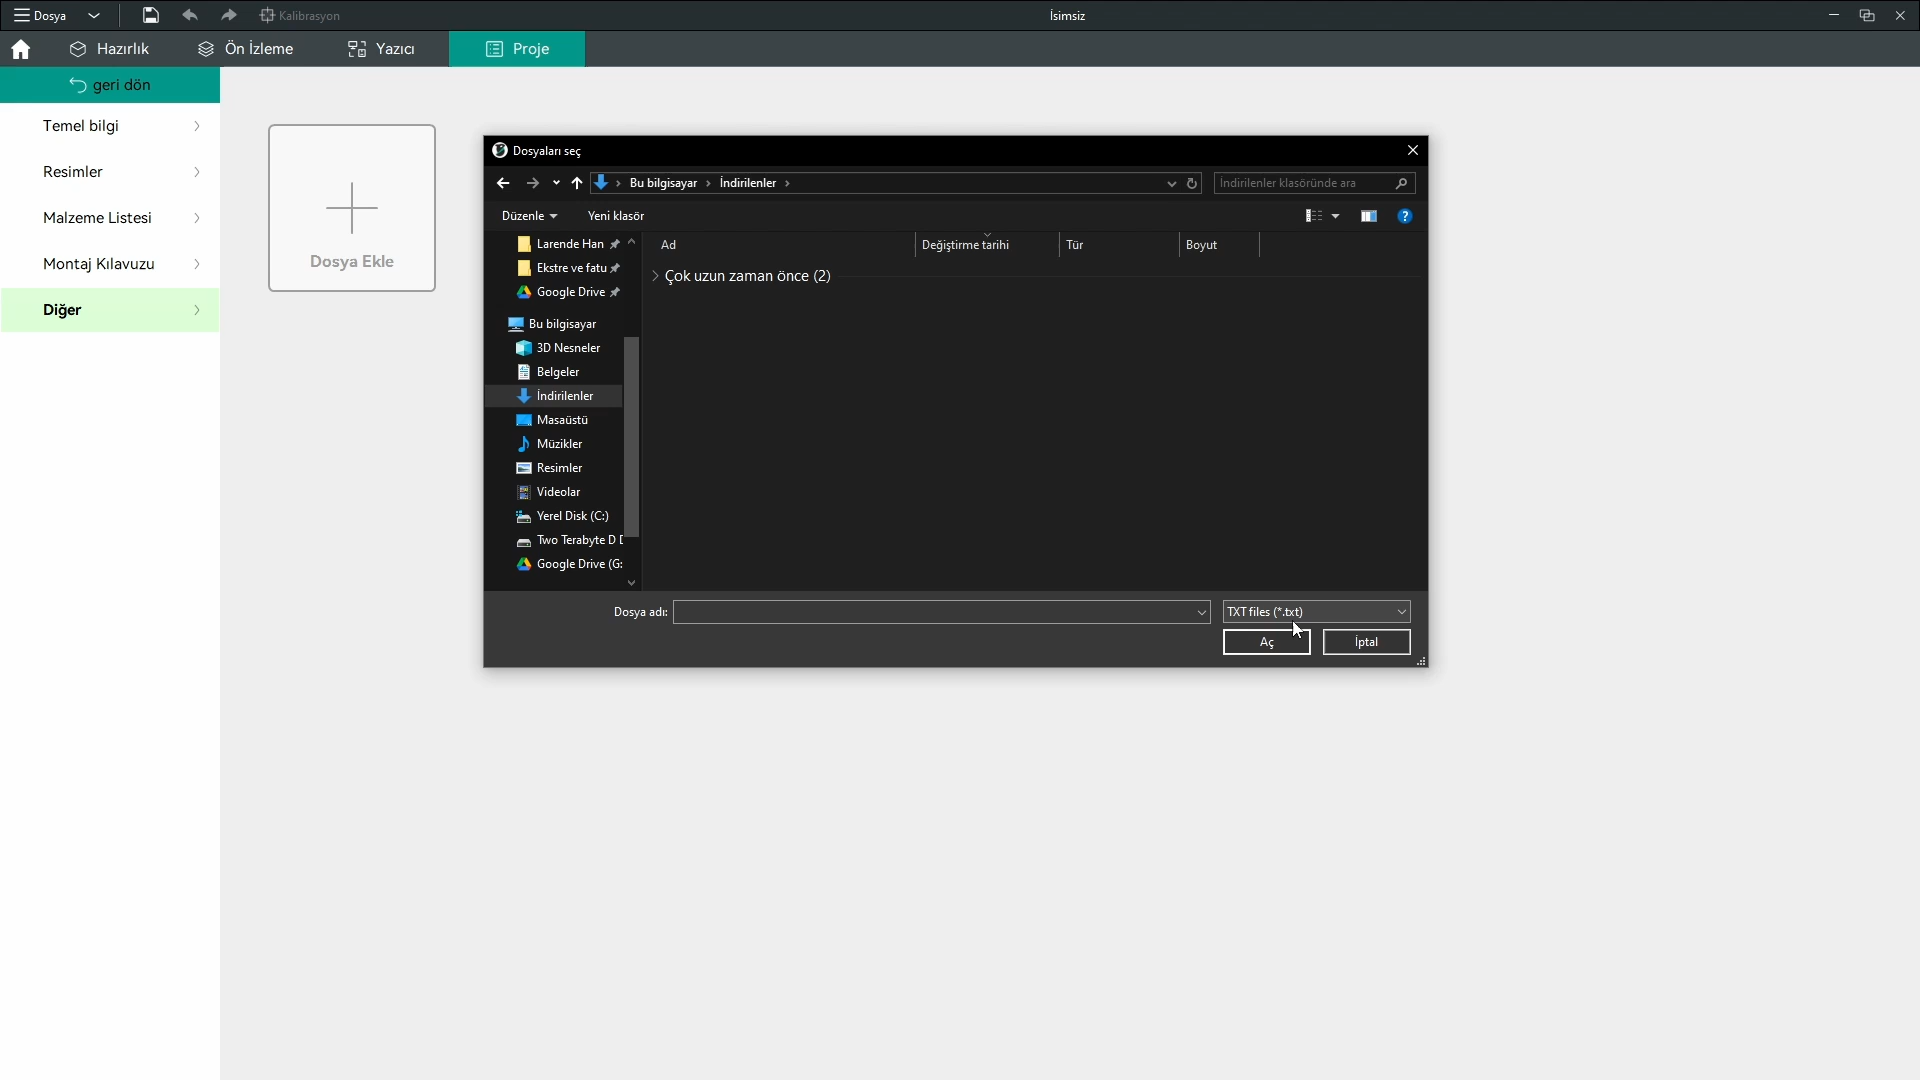 Dosya
Kalibrasyon
İsimsiz
Hazırlık
Ön İzleme
Yazıcı
Proje
geri dön
Temel bilgi
Resimler
Malzeme Listesi
Montaj Kılavuzu
Diğer
Dosya Ekle
Dosyaları seç
Bu bilgisayar > İndirilenler >
İndirilenler klasöründe ara
Düzenle
Yeni klasör
Larende Han
Ekstre ve fatu
Google Drive
Bu bilgisayar
3D Nesneler
Belgeler
İndirilenler
Masaüstü
Müzikler
Resimler
Videolar
Yerel Disk (C:)
Two Terabyte D
Google Drive (G:
Ad
Değiştirme tarihi
Tür
Boyut
Çok uzun zaman önce (2)
Dosya adı:
TXT files (*.txt)
Aç
İptal